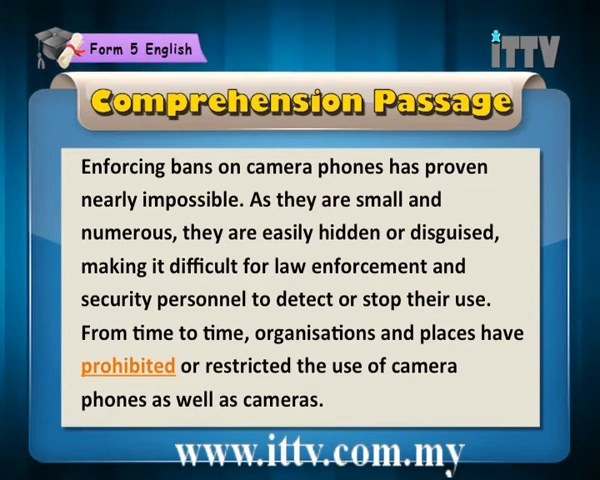 Form 5 English
iTTV
Comprehension Passage
Enforcing bans on camera phones has proven
nearly impossible. As they are small and
numerous, they are easily hidden or disguised,
making it difficult for law enforcement and
security personnel to detect or stop their use.
From time to time, organisations and places have
prohibited or restricted the use of camera
phones as well as cameras.
www.ittv.com.my